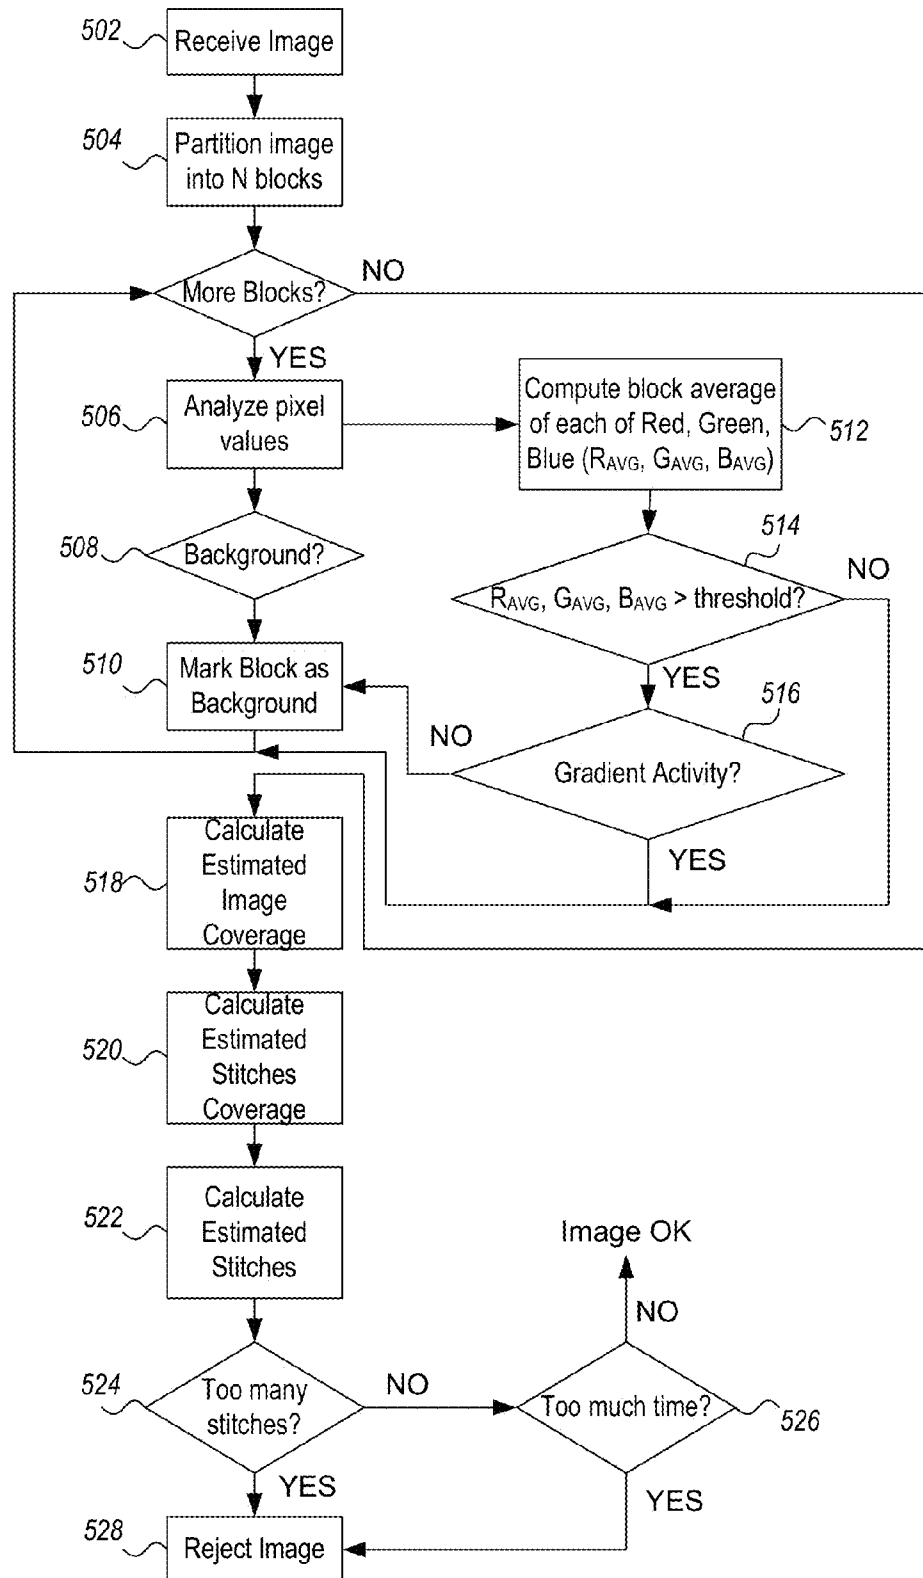 502
Receive Image
504
Partition image
into N blocks
More Blocks?
NO
YES
506
Analyze pixel
values
Compute block average
of each of Red, Green,
Blue (RAVG, GAVG, BAVG)
512
508
Background?
514
RAVG, GAVG, BAVG > threshold?
NO
YES
510
Mark Block as
Background
516
NO
Gradient Activity?
YES
518
Calculate
Estimated
Image
Coverage
520
Calculate
Estimated
Stitches
Coverage
522
Calculate
Estimated
Stitches
Image OK
NO
524
Too many
stitches?
NO
Too much time?
526
YES
YES
528
Reject Image